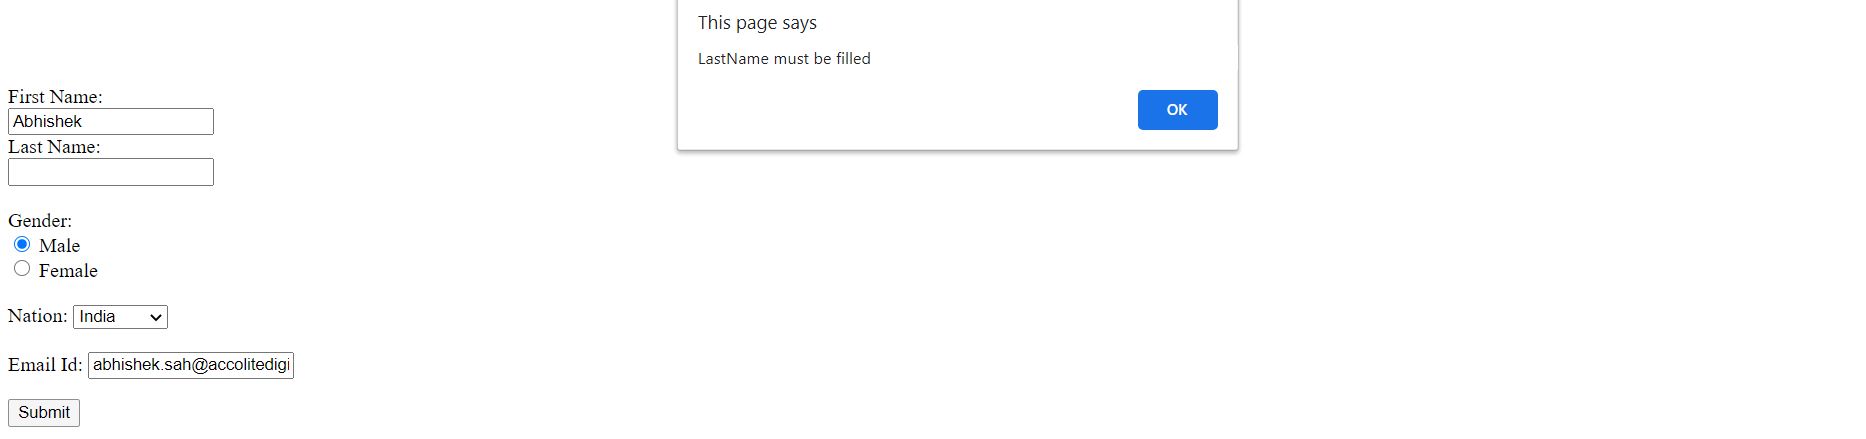 This page says
LastName must be filled
OK
First Name:
Abhishek
Last Name:
Gender:
Male
Female
Nation: India
Email Id: abhishek.sah@accolitedigi
Submit